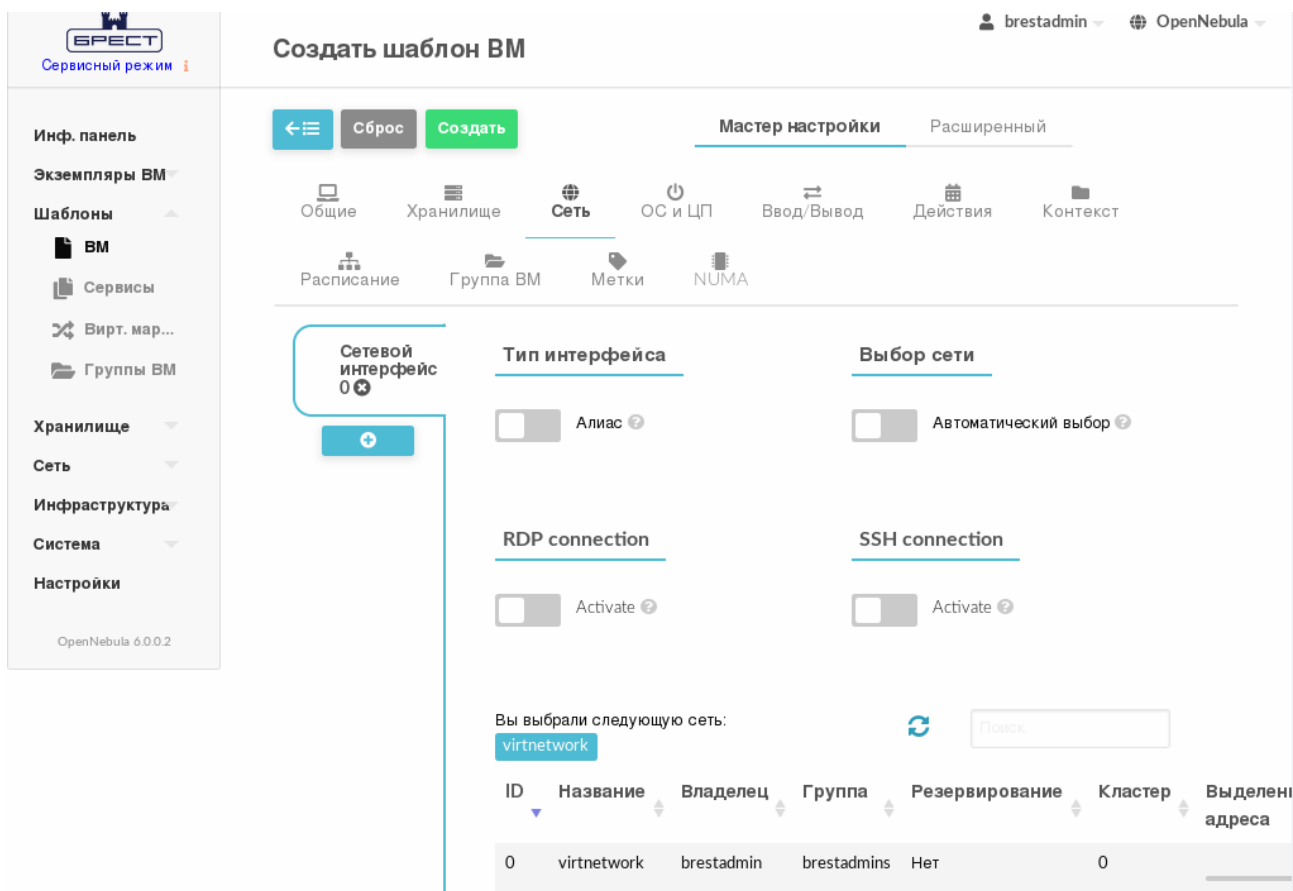 БРЕСТ
Сервисный режим i
brestadmin
OpenNebula
Создать шаблон ВМ
Инф. панель
Экземпляры ВМ
Шаблоны
ВМ
Сервисы
Вирт. мар...
Группы ВМ
Хранилище
Сеть
Инфраструктура
Система
Настройки
OpenNebula 6.0.0.2
Сброс
Создать
Мастер настройки
Расширенный
Общие
Хранилище
Сеть
ОС и ЦП
Ввод/Вывод
Действия
Контекст
Расписание
Группа ВМ
Метки
NUMA
Сетевой
интерфейс
0
Тип интерфейса
Выбор сети
Алиас
Автоматический выбор
RDP connection
SSH connection
Activate
Activate
Вы выбрали следующую сеть:
virtnetwork
Поиск
ID Название Владелец Группа Резервирование Кластер
адреса
0 virtnetwork brestadmin brestadmins Нет 0